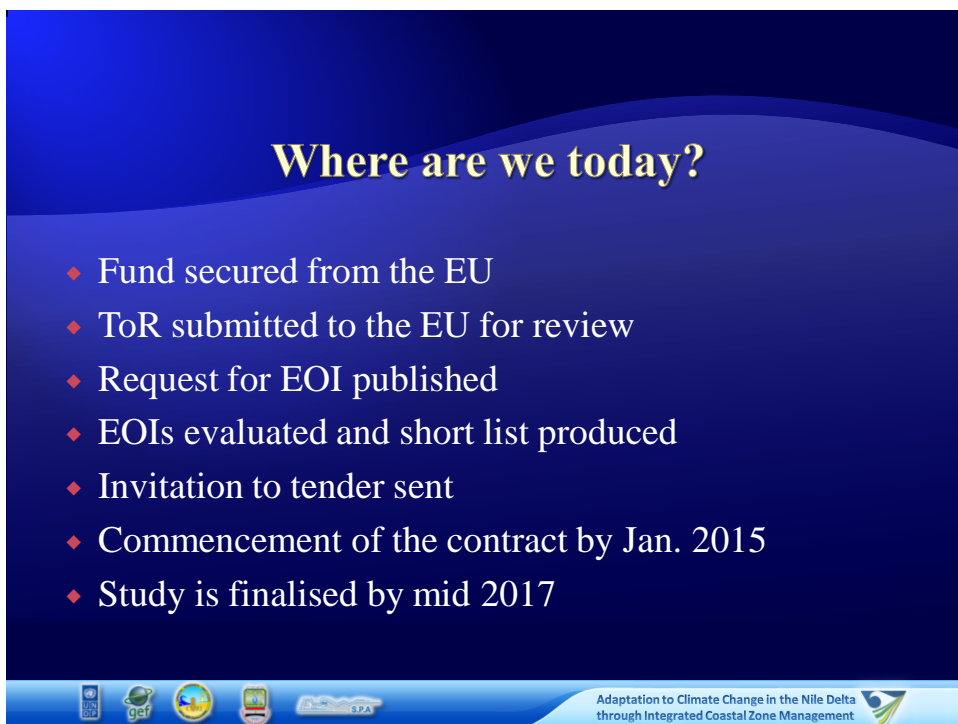 Where are we today?
Fund secured from the EU
ToR submitted to the EU for review
Request for EOI published
EOIs evaluated and short list produced
Invitation to tender sent
Commencement of the contract by Jan. 2015
Study is finalised by mid 2017
U N
D P
gef
S.P.A
Adaptation to Climate Change in the Nile Delta
through Integrated Coastal Zone Management